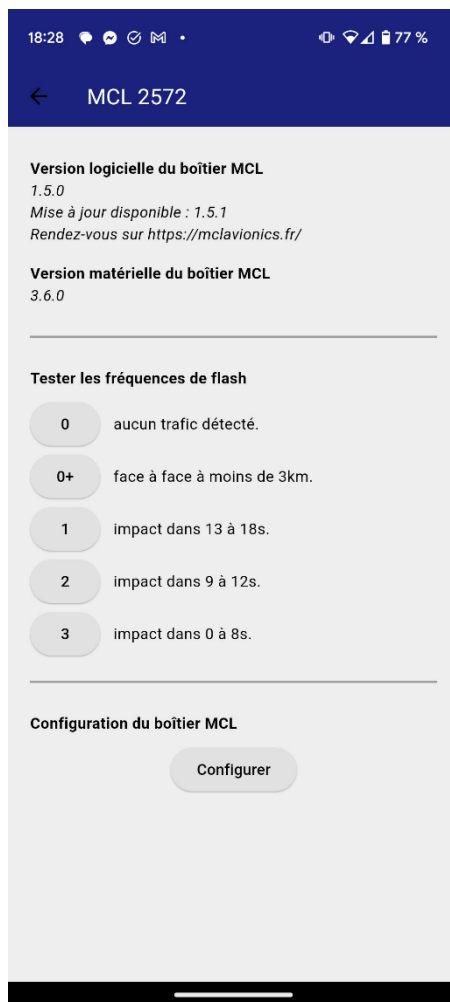 18:28 77 %
MCL 2572
Version logicielle du boîtier MCL
1.5.0
Mise à jour disponible : 1.5.1
Rendez-vous sur https://mclavionics.fr/
Version matérielle du boîtier MCL
3.6.0
Tester les fréquences de flash
0 aucun trafic détecté.
0+ face à face à moins de 3km.
1 impact dans 13 à 18s.
2 impact dans 9 à 12s.
3 impact dans 0 à 8s.
Configuration du boîtier MCL
Configurer